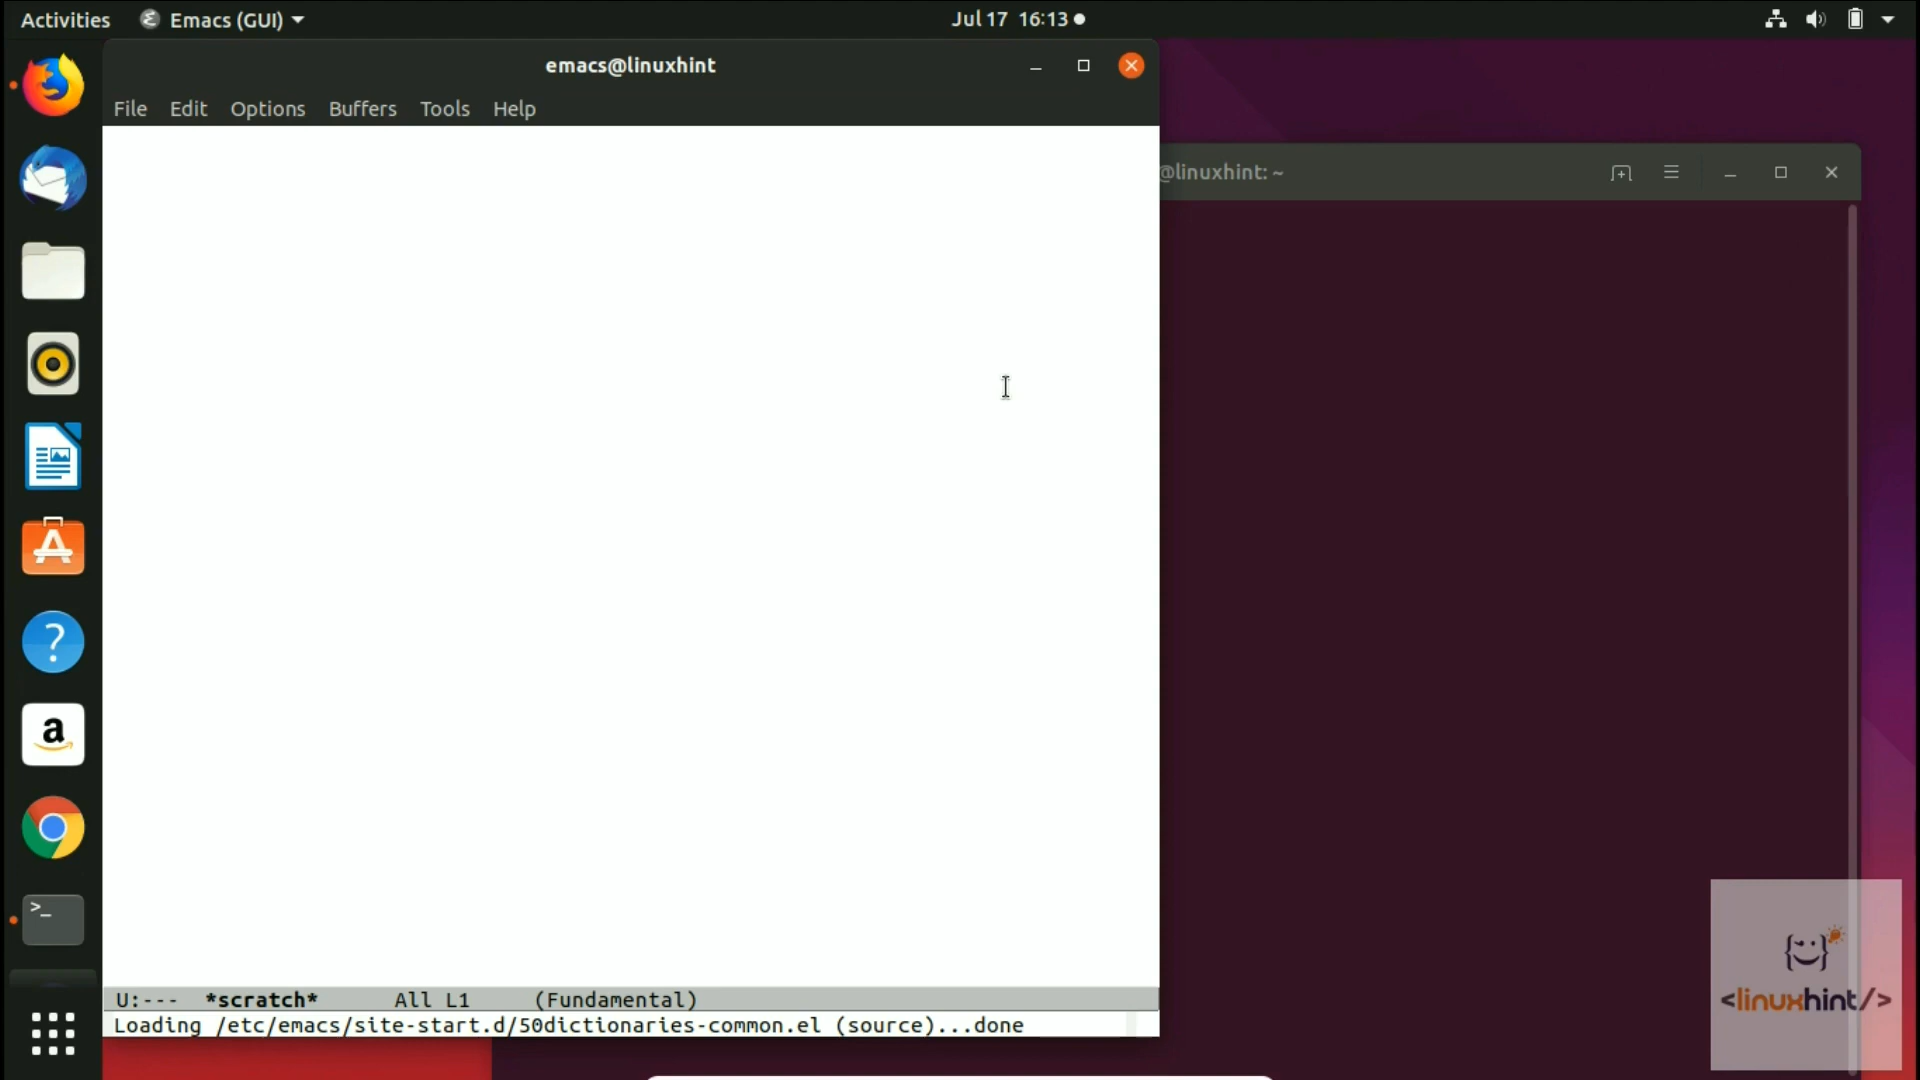 Activities Emacs (GUI) Jul 17 16:13
emacs@linuxhint
File Edit Options Buffers Tools Help
@linuxhint: ~
U:--- *scratch* All L1 (Fundamental)
Loading /etc/emacs/site-start.d/50dictionaries-common.el (source)...done
>_
a
<linuxhint/>